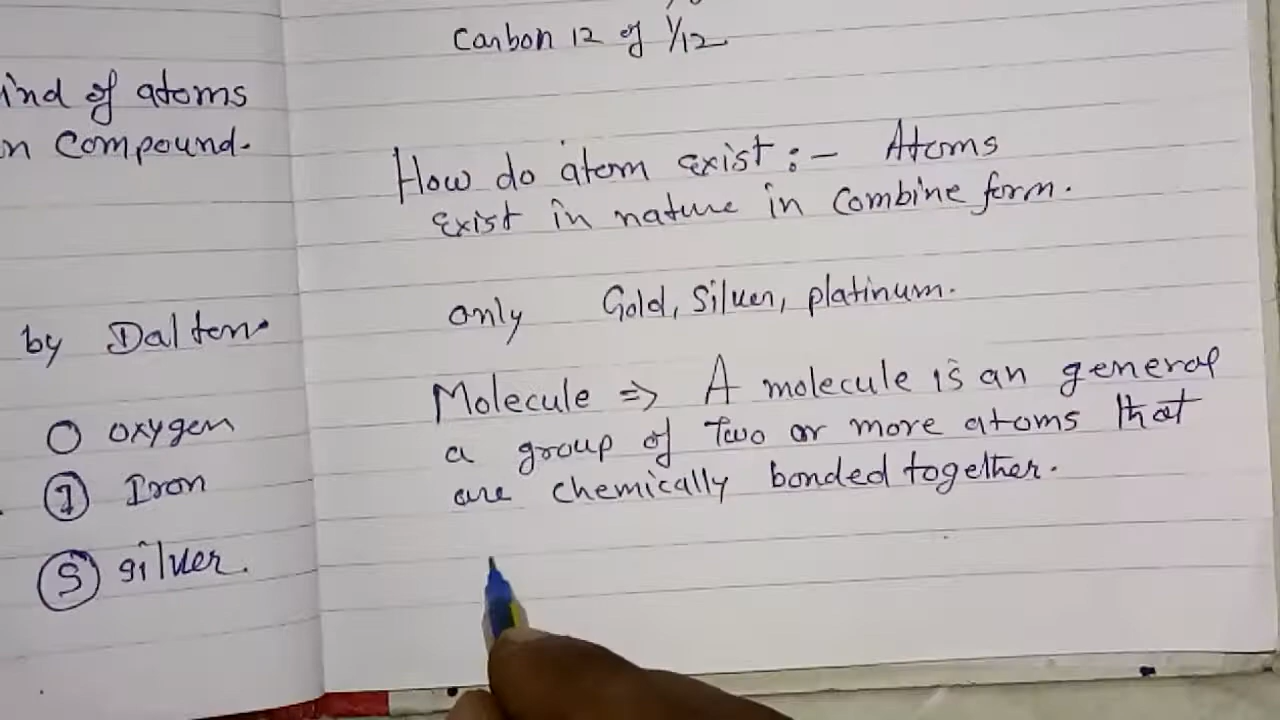 ind of atoms
n Compound.
by Dalton.
O oxygen
I Iron
S silver.
Carbon 12 of 1/12
How do atom exist :- Atoms
exist in nature in combine form.
only Gold, Silver, platinum.
Molecule => A molecule is an general
a group of two or more atoms that
are chemically bonded together.